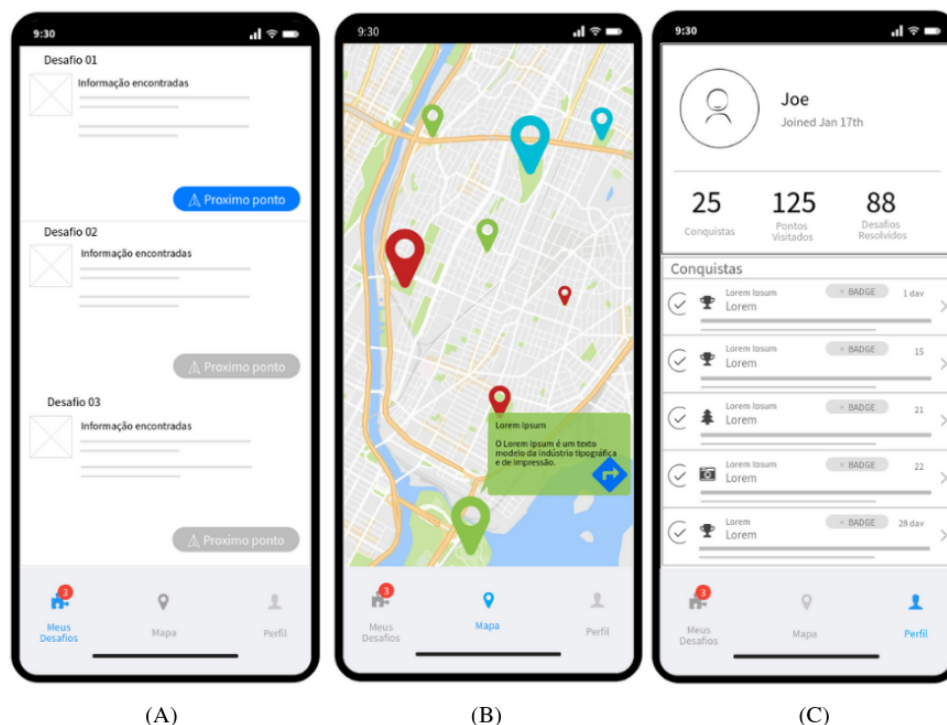 9:30
Desafio 01
Informação encontradas
Proximo ponto
Desafio 02
Informação encontradas
Proximo ponto
Desafio 03
Informação encontradas
Proximo ponto
3
Meus
Desafios
Mapa
Perfil
(A)
9:30
Lorem Ipsum
O Lorem Ipsum é um texto
modelo da indústria tipográfica
e de impressão.
3
Meus
Desafios
Mapa
Perfil
(B)
9:30
Joe
Joined Jan 17th
25
Conquistas
125
Pontos
Visitados
88
Desafios
Resolvidos
Conquistas
Lorem Ipsum
BADGE
1 day
Lorem
Lorem Ipsum
BADGE
15
Lorem
Lorem Ipsum
BADGE
21
Lorem
Lorem Ipsum
BADGE
22
Lorem
Lorem
BADGE
28 day
Lorem
3
Meus
Desafios
Mapa
Perfil
(C)